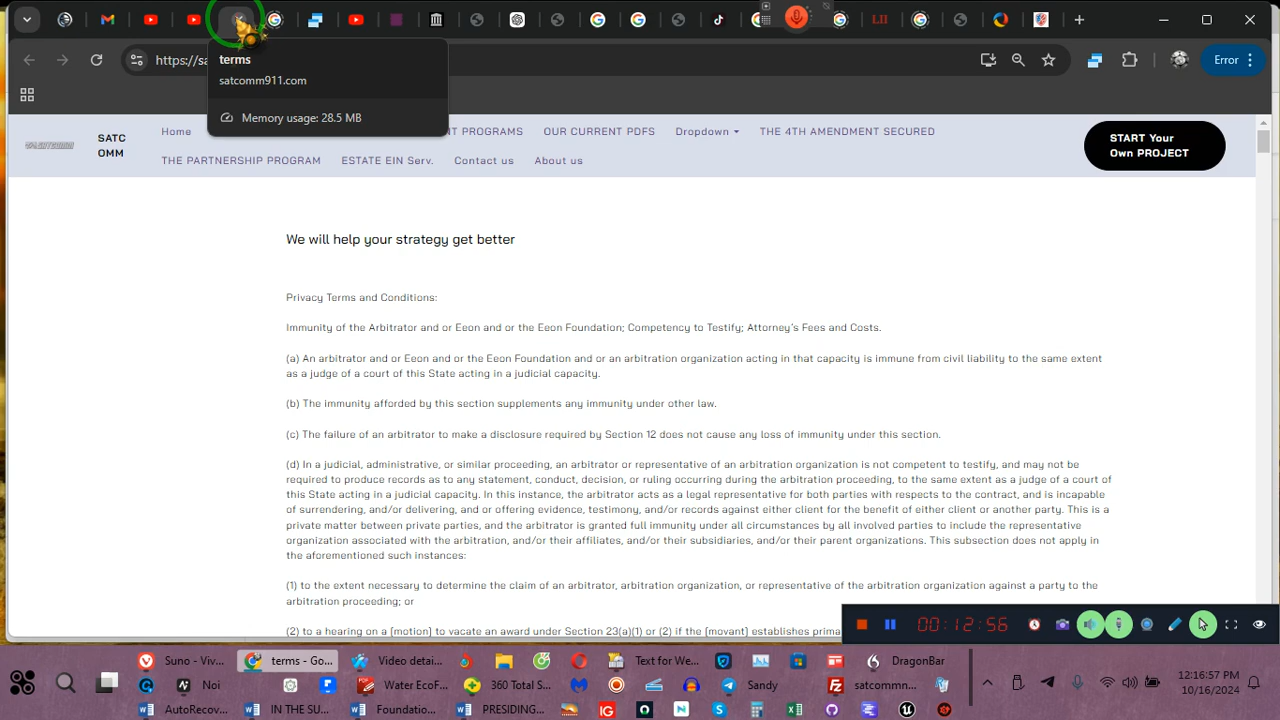 terms
satcomm911.com
Memory usage: 28.5 MB
https://sa
Error
SATC
OMM
Home
T PROGRAMS
OUR CURRENT PDFS
Dropdown
THE 4TH AMENDMENT SECURED
THE PARTNERSHIP PROGRAM
ESTATE EIN Serv.
Contact us
About us
START Your
Own PROJECT
We will help your strategy get better
Privacy Terms and Conditions:
Immunity of the Arbitrator and or Eeon and or the Eeon Foundation; Competency to Testify; Attorney's Fees and Costs.
(a) An arbitrator and or Eeon and or the Eeon Foundation and or an arbitration organization acting in that capacity is immune from civil liability to the same extent
as a judge of a court of this State acting in a judicial capacity.
(b) The immunity afforded by this section supplements any immunity under other law.
(c) The failure of an arbitrator to make a disclosure required by Section 12 does not cause any loss of immunity under this section.
(d) In a judicial, administrative, or similar proceeding, an arbitrator or representative of an arbitration organization is not competent to testify, and may not be
required to produce records as to any statement, conduct, decision, or ruling occurring during the arbitration proceeding, to the same extent as a judge of a court of
this State acting in a judicial capacity. In this instance, the arbitrator acts as a legal representative for both parties with respects to the contract, and is incapable
of surrendering, and/or delivering, and or offering evidence, testimony, and/or records against either client for the benefit of either client or another party. This is a
private matter between private parties, and the arbitrator is granted full immunity under all circumstances by all involved parties to include the representative
organization associated with the arbitration, and/or their affiliates, and/or their subsidiaries, and/or their parent organizations. This subsection does not apply in
the aforementioned such instances:
(1) to the extent necessary to determine the claim of an arbitrator, arbitration organization, or representative of the arbitration organization against a party to the
arbitration proceeding; or
(2) to a hearing on a [motion] to vacate an award under Section 23(a)(1) or (2) if the [movant] establishes prima
00:12:56
Suno - Viv...
terms - Go...
Video detai...
Text for We...
DragonBar
Noi
Water EcoF...
360 Total S...
Sandy
satcommn...
12:16:57 PM
10/16/2024
AutoRecov...
IN THE SU...
Foundatio...
PRESIDING...